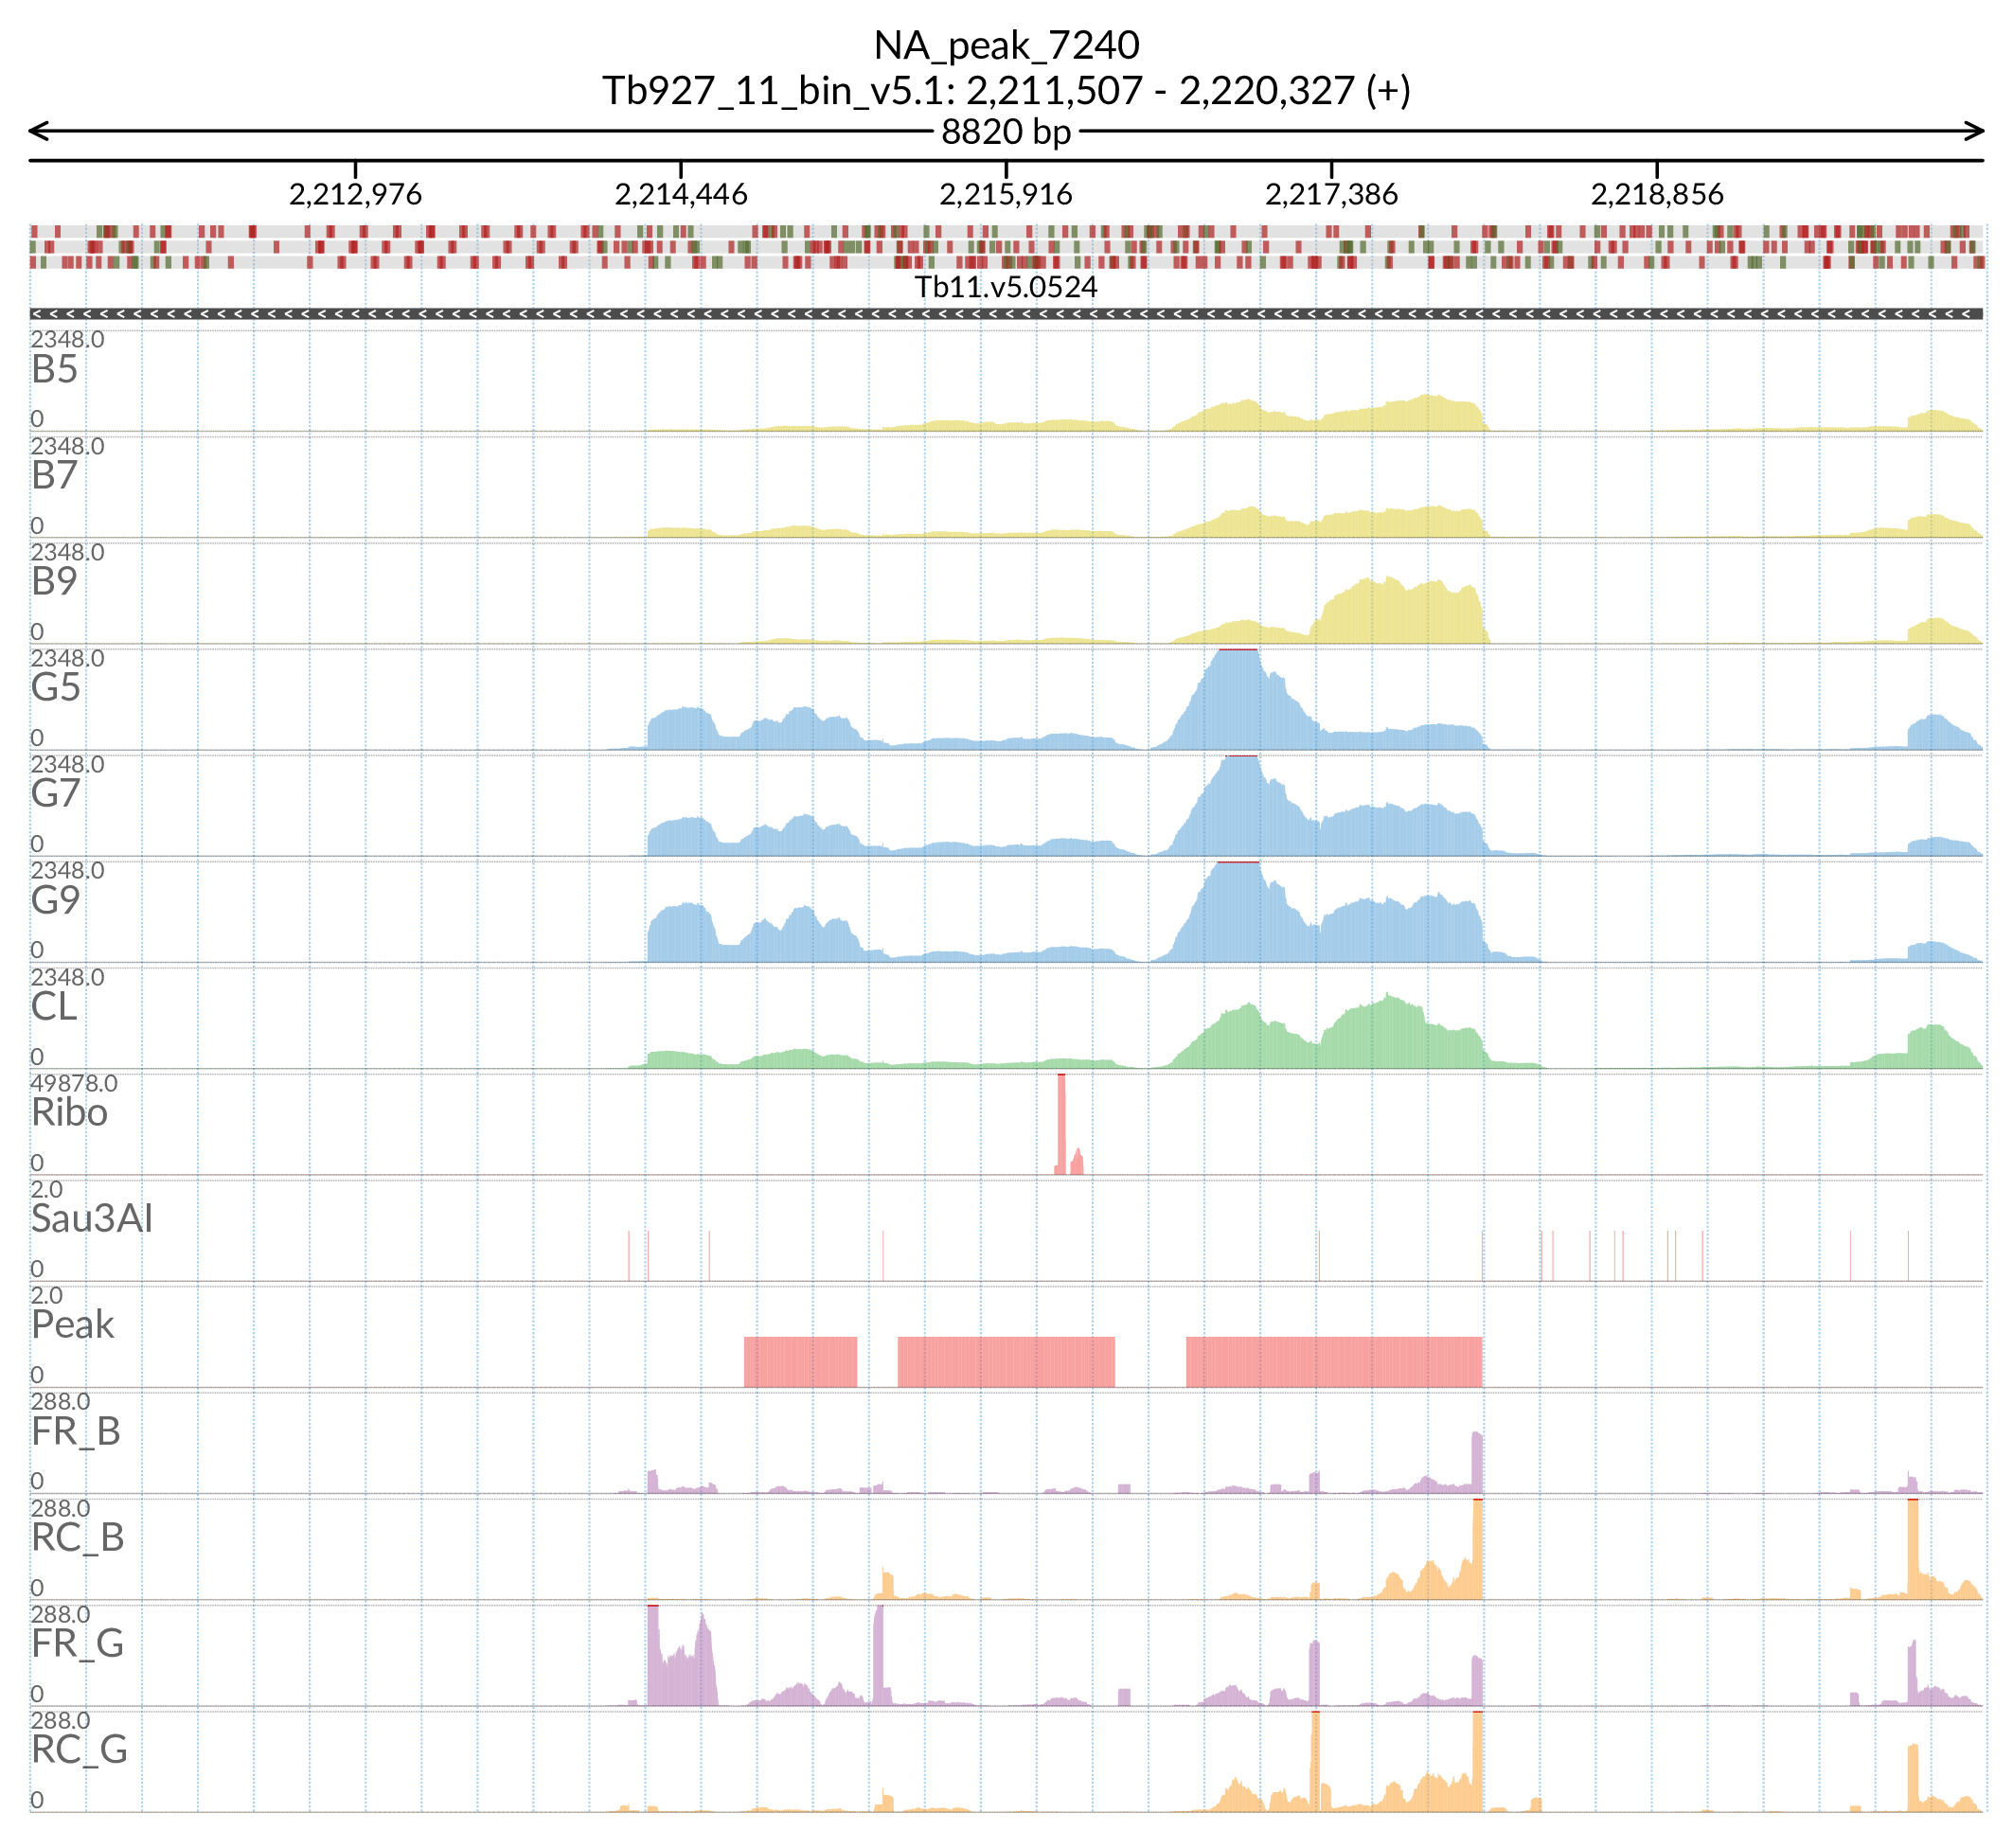 NA_peak_7240
Tb927_11_bin_v5.1: 2,211,507 - 2,220,327 (+)
8820 bp
2,212,976 2,214,446 2,215,916 2,217,386 2,218,856
Tb11.v5.0524
2348.0
B5
0
2348.0
B7
0
2348.0
B9
0
2348.0
G5
0
2348.0
G7
0
2348.0
G9
0
2348.0
CL
0
49878.0
Ribo
0
2.0
Sau3AI
0
2.0
Peak
0
288.0
FR_B
0
288.0
RC_B
0
288.0
FR_G
0
288.0
RC_G
0